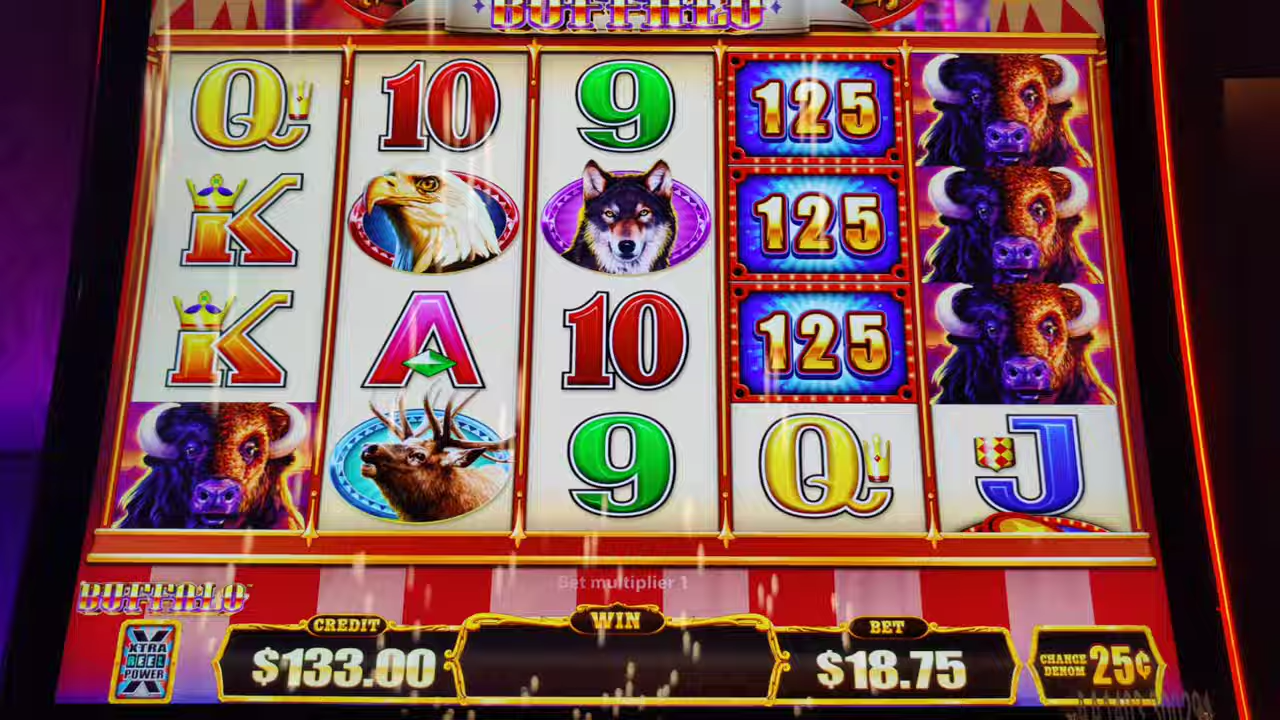 BUFFALO
Q 10 9 125
K 125
K A 10 125
9 Q J
Bet multiplier 1
BUFFALO™
XTRA
REEL
POWER
CREDIT WIN BET
$133.00 $18.75
CHANGE
DENOM 25¢